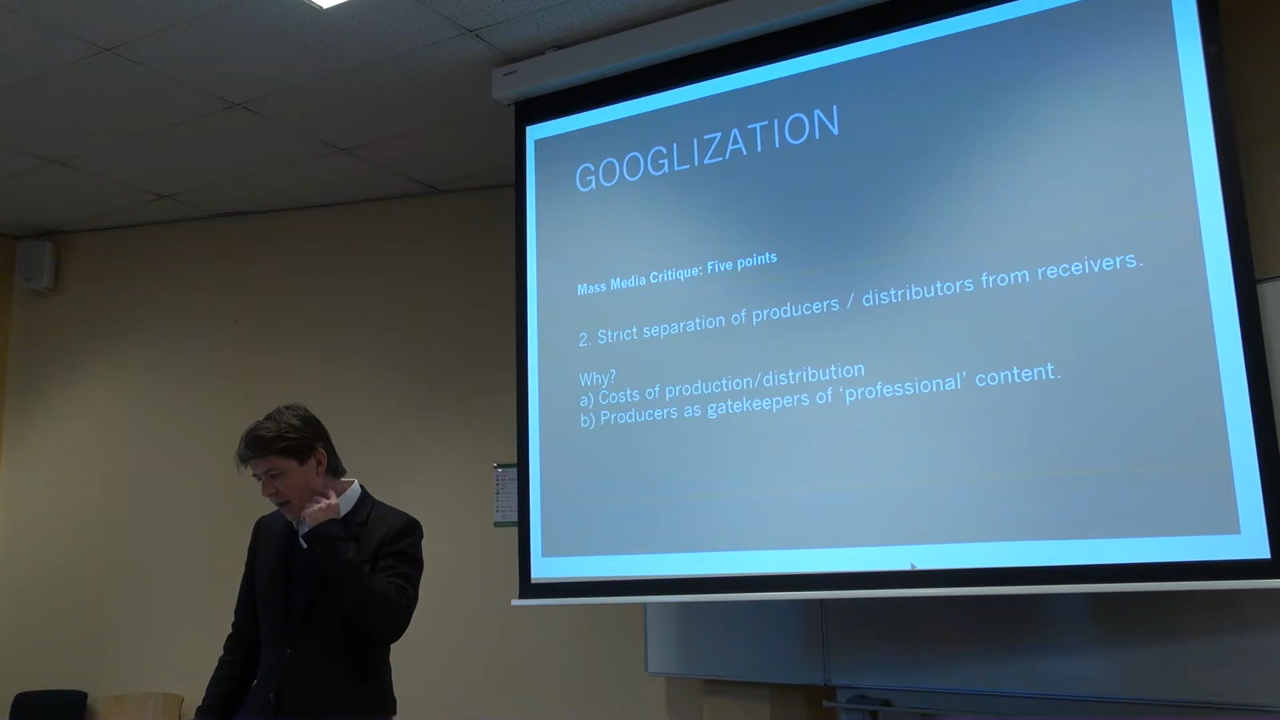 GOOGLIZATION
Mass Media Critique: Five points
2. Strict separation of producers / distributors from receivers.
Why?
a) Costs of production/distribution
b) Producers as gatekeepers of ‘professional’ content.